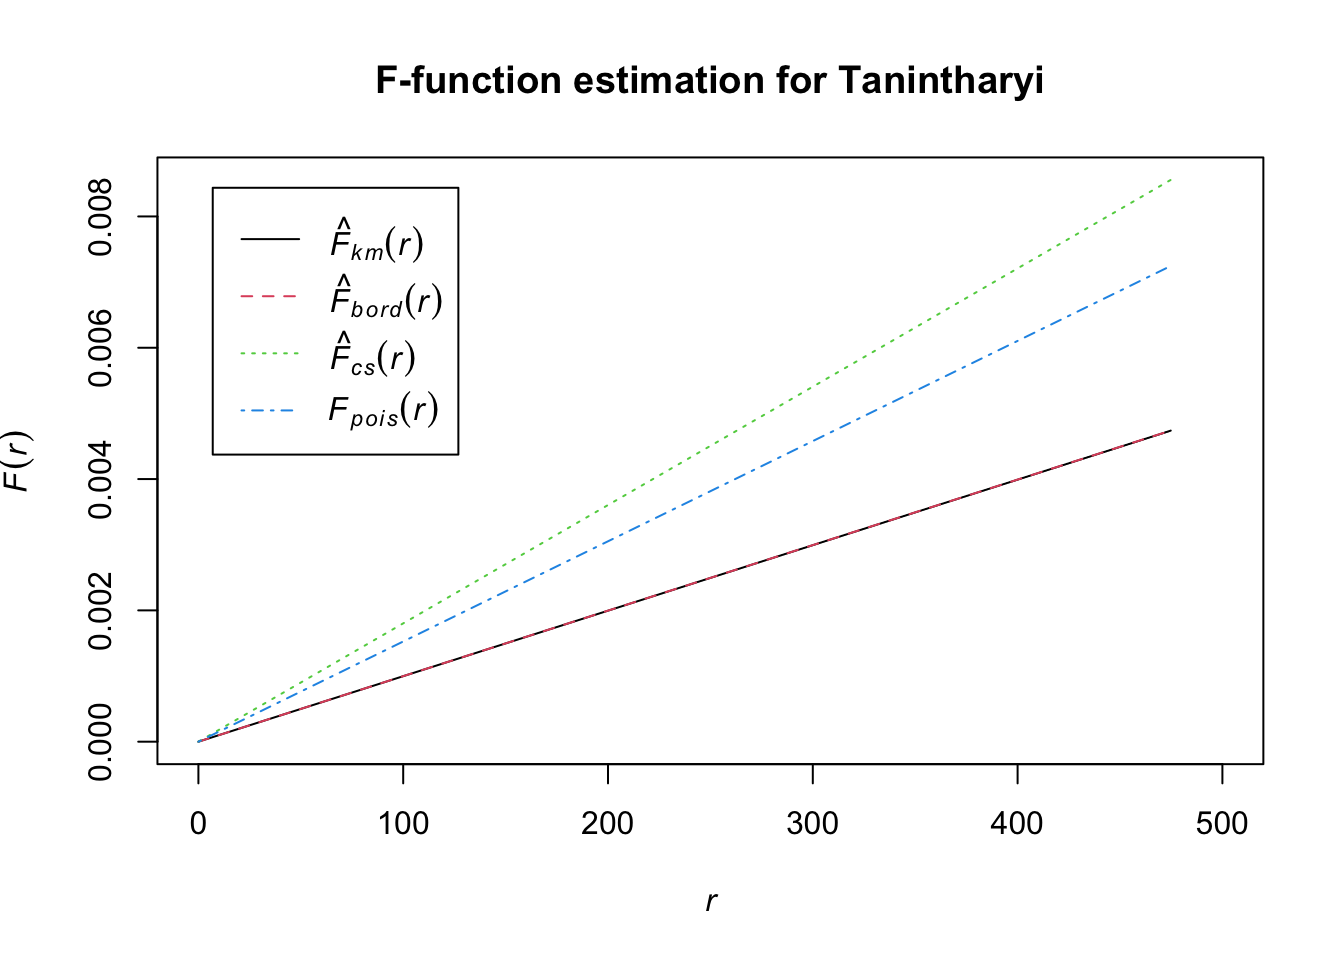 F-function estimation for Tanintharyi
F̂km(r)
F̂bord(r)
F̂cs(r)
Fpois(r)
F(r)
0.008
0.006
0.004
0.002
0.000
0 100 200 300 400 500
r